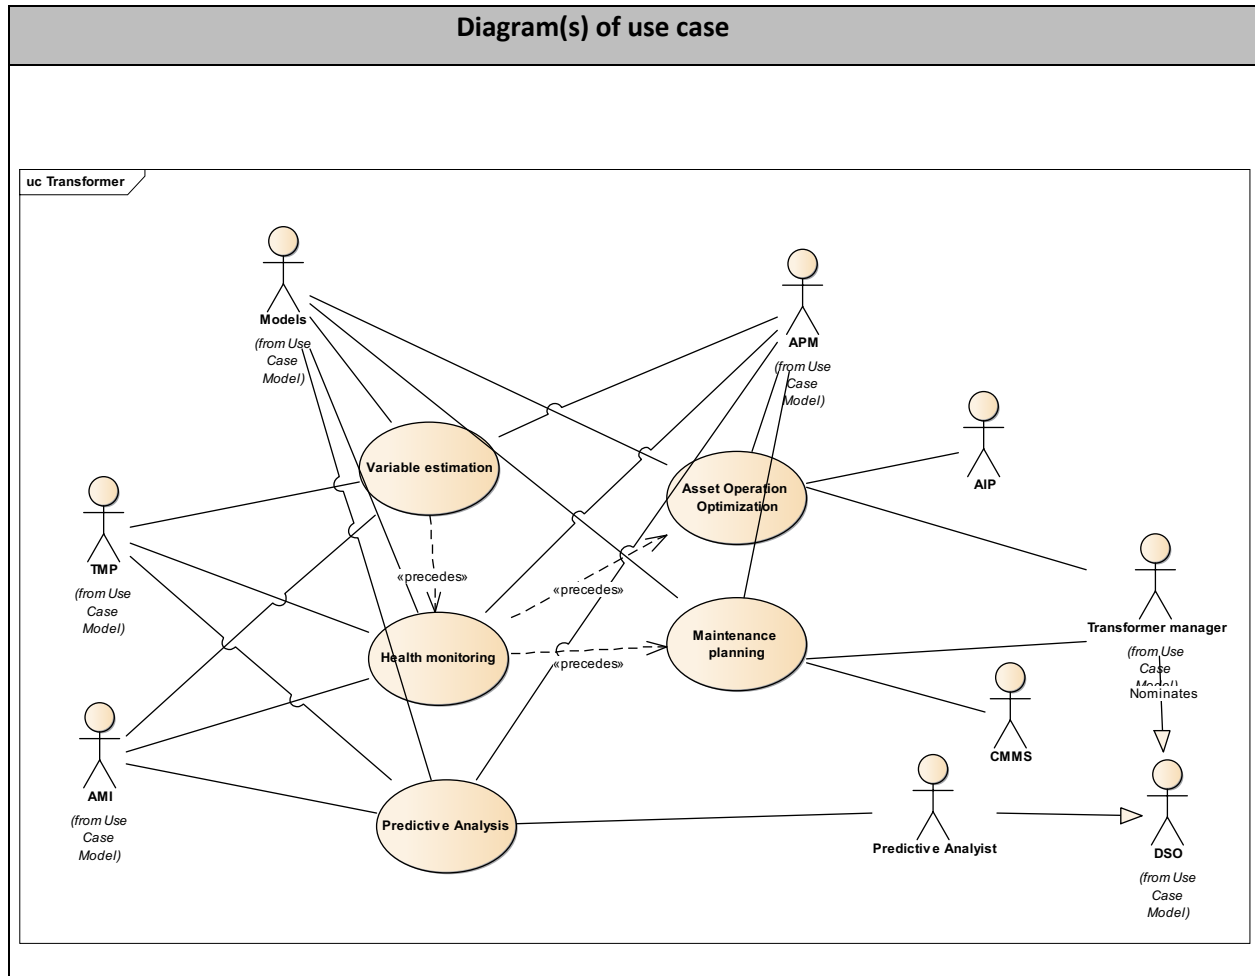 Diagram(s) of use case
uc Transformer
Models
(from Use
Case
Model)
APM
(from Use
Case
Model)
AIP
Variable estimation
Asset Operation
Optimization
TMP
(from Use
Case
Model)
«precedes»
«precedes»
Transformer manager
(from Use
Case
Model)
Nominates
Health monitoring
«precedes»
Maintenance
planning
CMMS
AMI
(from Use
Case
Model)
Predictive Analysis
Predictive Analyist
DSO
(from Use
Case
Model)